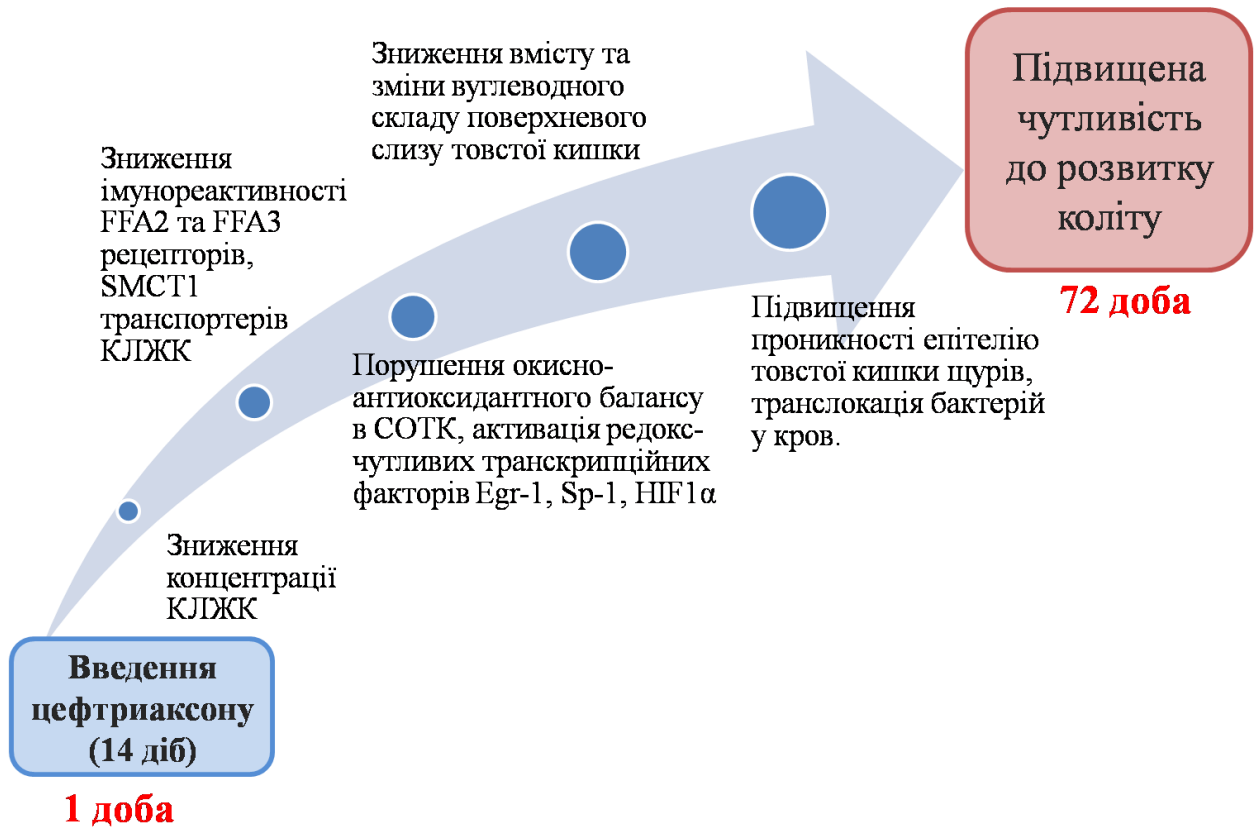 Введення
цефтриаксону
(14 діб)
1 доба
Зниження
концентрації
КЛЖК
Зниження
імунореактивності
FFA2 та FFA3
рецепторів,
SMCT1
транспортерів
КЛЖК
Порушення окисно-
антиоксидантного балансу
в СОТК, активація редокс-
чутливих транскрипційних
факторів Egr-1, Sp-1, HIF1α
Зниження вмісту та
зміни вуглеводного
складу поверхневого
слизу товстої кишки
Підвищення
проникності епітелію
товстої кишки щурів,
транслокація бактерій
у кров.
Підвищена
чутливість
до розвитку
коліту
72 доба